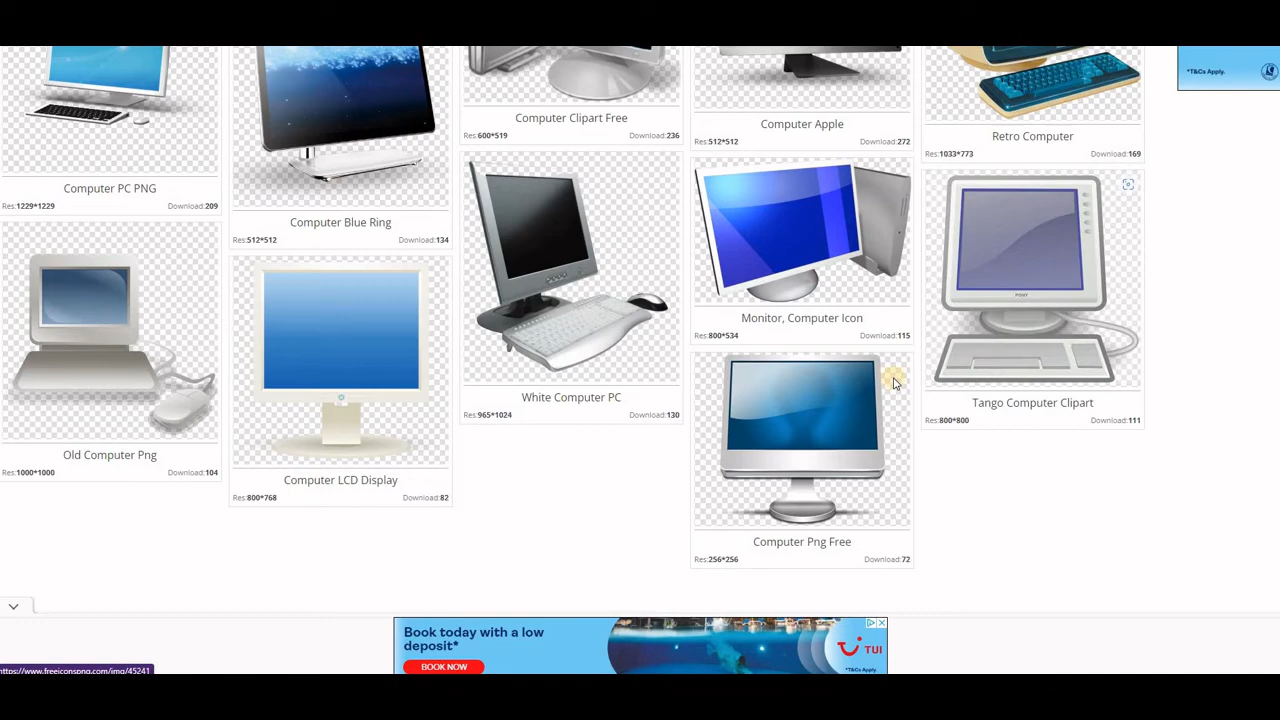 *T&Cs Apply.
Computer Clipart Free
Res:600*519 Download:236
Computer Apple
Res:512*512 Download:272
Retro Computer
Res:1033*773 Download:169
Computer PC PNG
Res:1229*1229 Download:209
Computer Blue Ring
Res:512*512 Download:134
Monitor, Computer Icon
Res:800*534 Download:115
White Computer PC
Res:965*1024 Download:130
Tango Computer Clipart
Res:800*800 Download:111
Old Computer Png
Res:1000*1000 Download:104
Computer LCD Display
Res:800*768 Download:82
Computer Png Free
Res:256*256 Download:72
Book today with a low
deposit*
BOOK NOW
TUI
*T&Cs Apply.
https://www.freeiconspng.com/img/45241